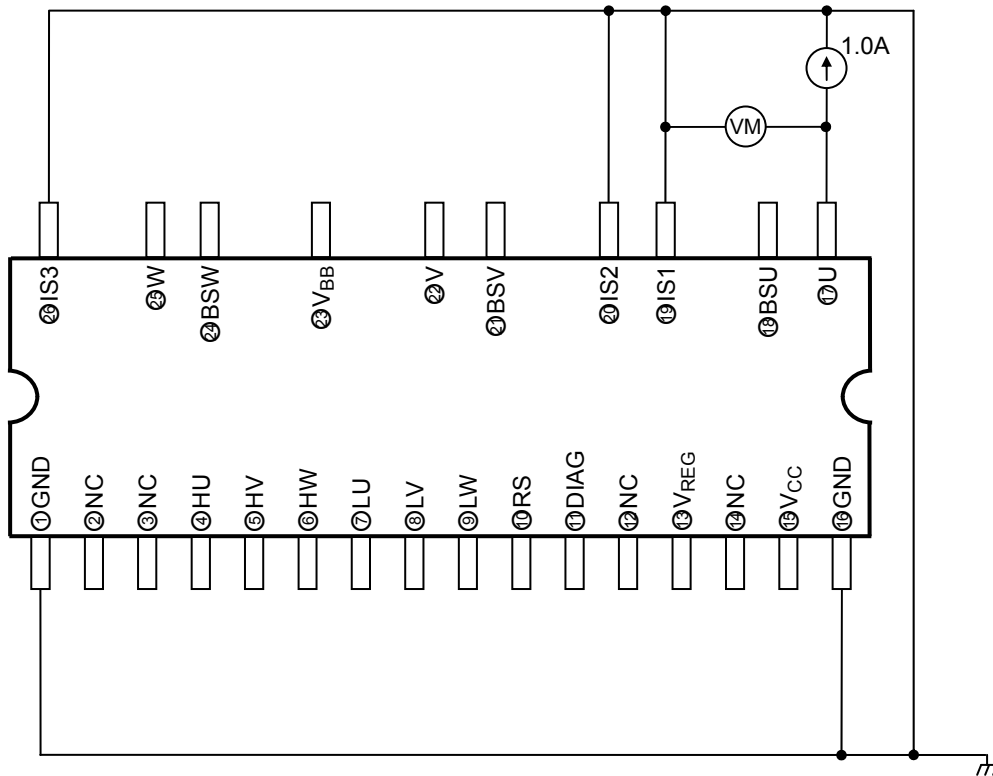 1.0A
VM
㉖IS3
㉕W
㉔BSW
㉓VBB
㉒V
㉑BSV
⑳IS2
⑲IS1
⑱BSU
⑰U
①GND
②NC
③NC
④HU
⑤HV
⑥HW
⑦LU
⑧LV
⑨LW
⑩RS
⑪DIAG
⑫NC
⑬VREG
⑭NC
⑮VCC
⑯GND